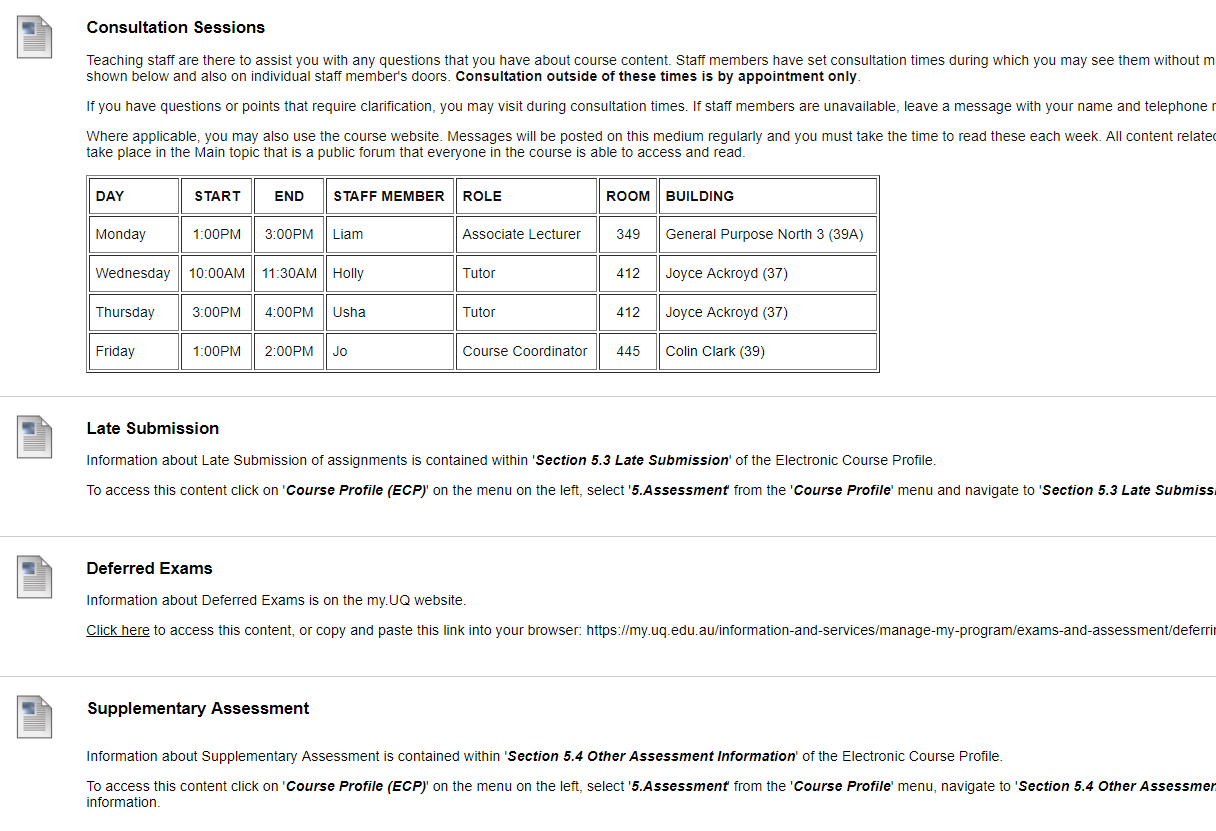 Consultation Sessions
Teaching staff are there to assist you with any questions that you have about course content. Staff members have set consultation times during which you may see them without
shown below and also on individual staff member's doors. Consultation outside of these times is by appointment only.
If you have questions or points that require clarification, you may visit during consultation times. If staff members are unavailable, leave a message with your name and telephone
Where applicable, you may also use the course website. Messages will be posted on this medium regularly and you must take the time to read these each week. All content related
take place in the Main topic that is a public forum that everyone in the course is able to access and read.
DAY START END STAFF MEMBER ROLE ROOM BUILDING
Monday 1:00PM 3:00PM Liam Associate Lecturer 349 General Purpose North 3 (39A)
Wednesday 10:00AM 11:30AM Holly Tutor 412 Joyce Ackroyd (37)
Thursday 3:00PM 4:00PM Usha Tutor 412 Joyce Ackroyd (37)
Friday 1:00PM 2:00PM Jo Course Coordinator 445 Colin Clark (39)
Late Submission
Information about Late Submission of assignments is contained within 'Section 5.3 Late Submission' of the Electronic Course Profile.
To access this content click on 'Course Profile (ECP)' on the menu on the left, select '5.Assessment' from the 'Course Profile' menu and navigate to 'Section 5.3 Late
Deferred Exams
Information about Deferred Exams is on the my.UQ website.
Click here to access this content, or copy and paste this link into your browser: https://my.uq.edu.au/information-and-services/manage-my-program/exams-and-assessment/deferri
Supplementary Assessment
Information about Supplementary Assessment is contained within 'Section 5.4 Other Assessment Information' of the Electronic Course Profile.
To access this content click on 'Course Profile (ECP)' on the menu on the left, select '5.Assessment' from the 'Course Profile' menu, navigate to 'Section 5.4 Other
information.